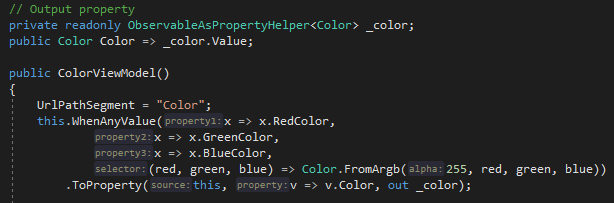 // Output property
private readonly ObservableAsPropertyHelper<Color> _color;
public Color Color => _color.Value;
public ColorViewModel()
{
UrlPathSegment = "Color";
this.WhenAnyValue(property1: x => x.RedColor,
property2: x => x.GreenColor,
property3: x => x.BlueColor,
selector: (red, green, blue) => Color.FromArgb(alpha: 255, red, green, blue))
.ToProperty(source: this, property: v => v.Color, out _color);